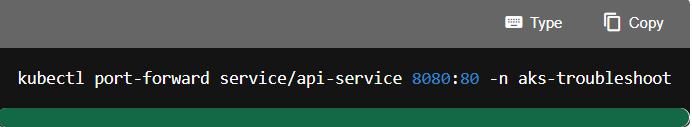 Type Copy
kubectl port-forward service/api-service 8080:80 -n aks-troubleshoot